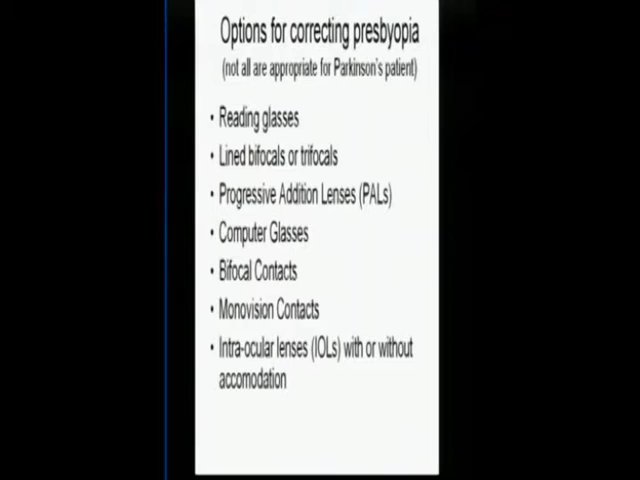 Options for correcting presbyopia
(not all are appropriate for Parkinson's patient)
• Reading glasses
• Lined bifocals or trifocals
• Progressive Addition Lenses (PALs)
• Computer Glasses
• Bifocal Contacts
• Monovision Contacts
• Intra-ocular lenses (IOLs) with or without
accomodation